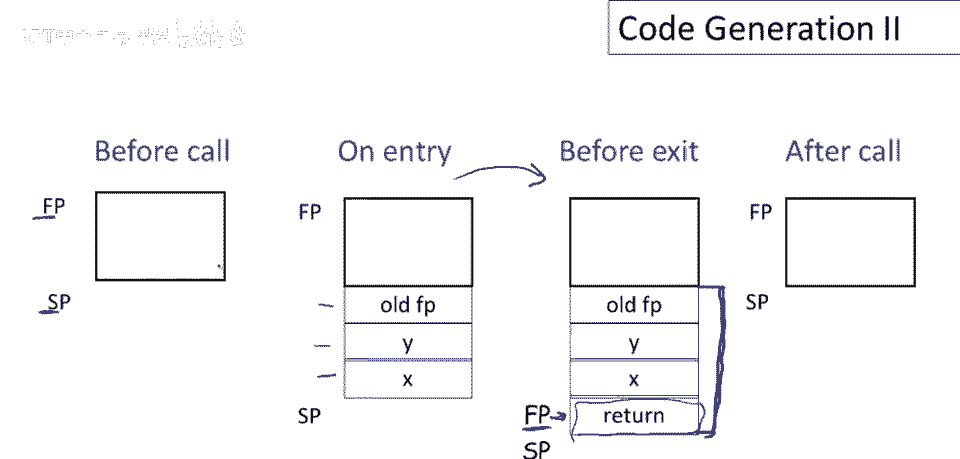 Code Generation II
Before call
On entry
Before exit
After call
FP
SP
FP
old fp
y
x
SP
old fp
y
x
FP
return
SP
FP
SP